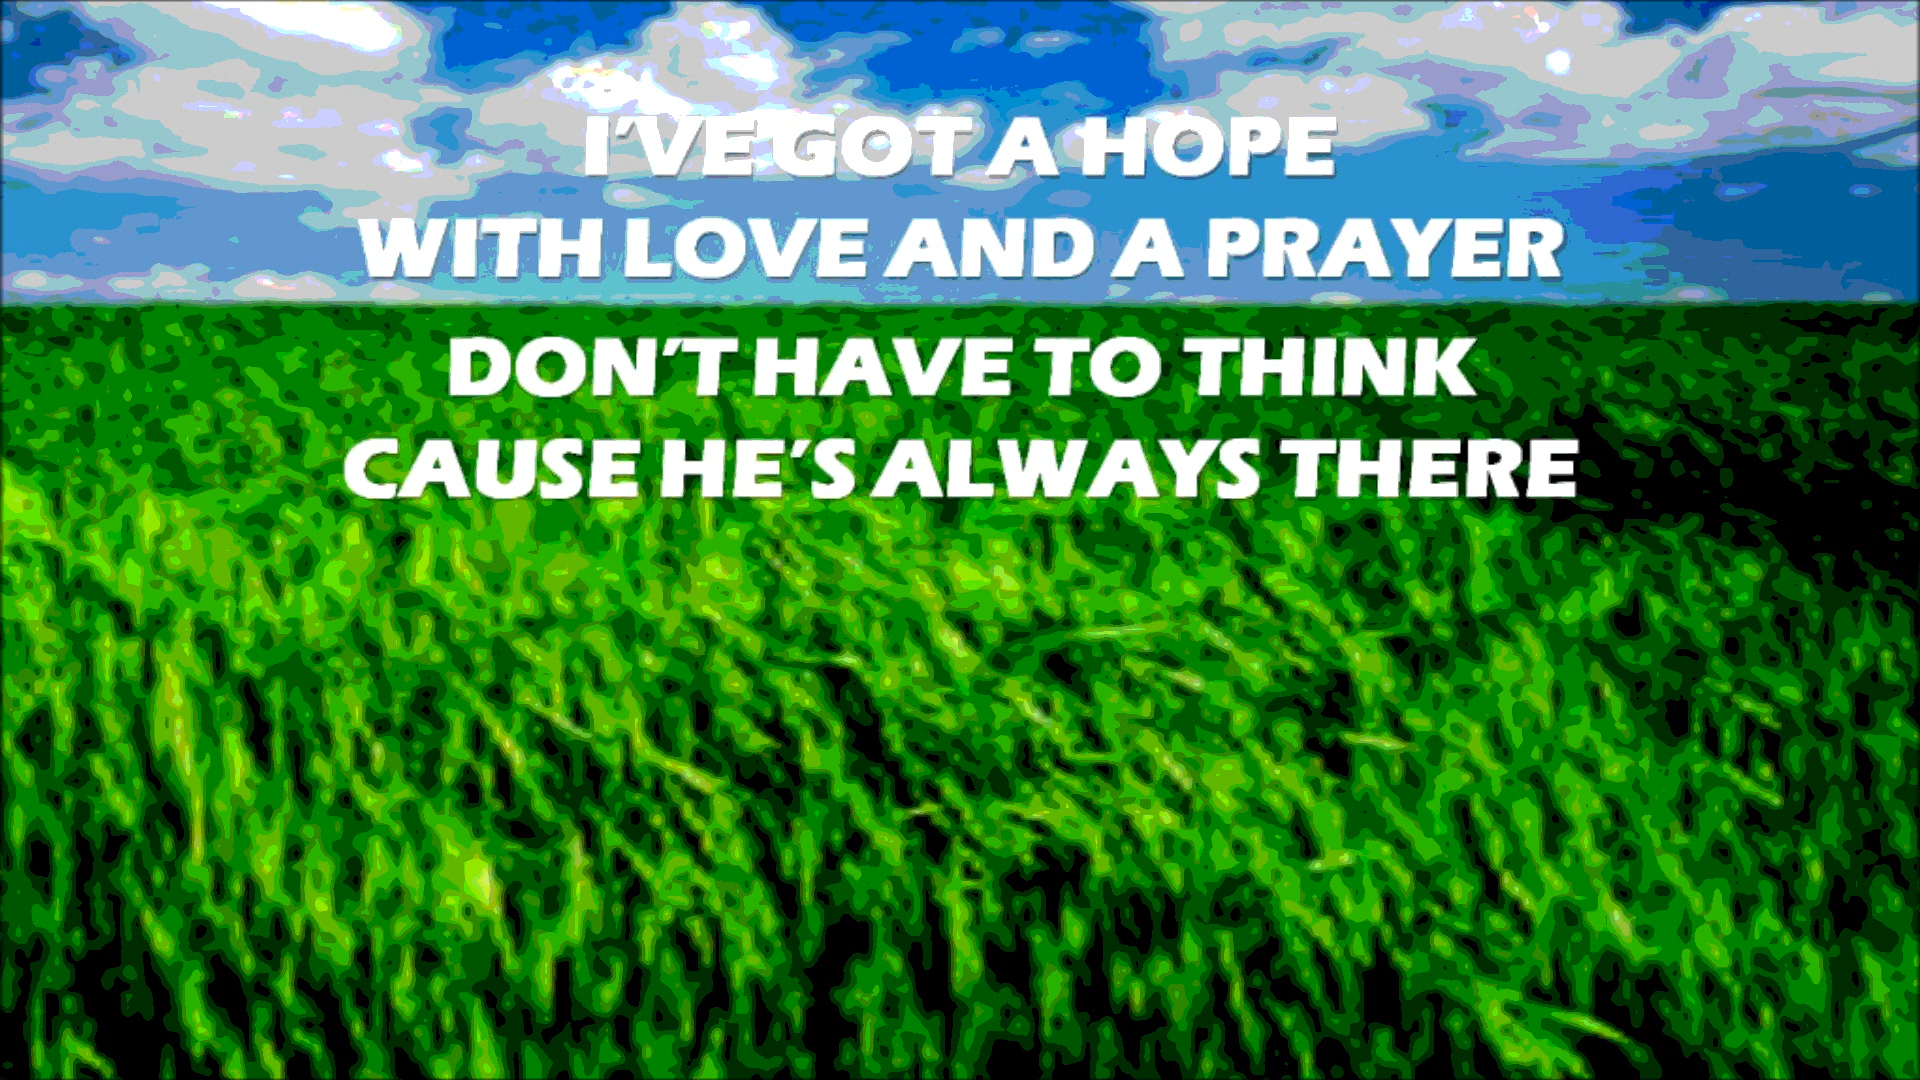 I'VE GOT A HOPE
WITH LOVE AND A PRAYER
DON'T HAVE TO THINK
CAUSE HE'S ALWAYS THERE